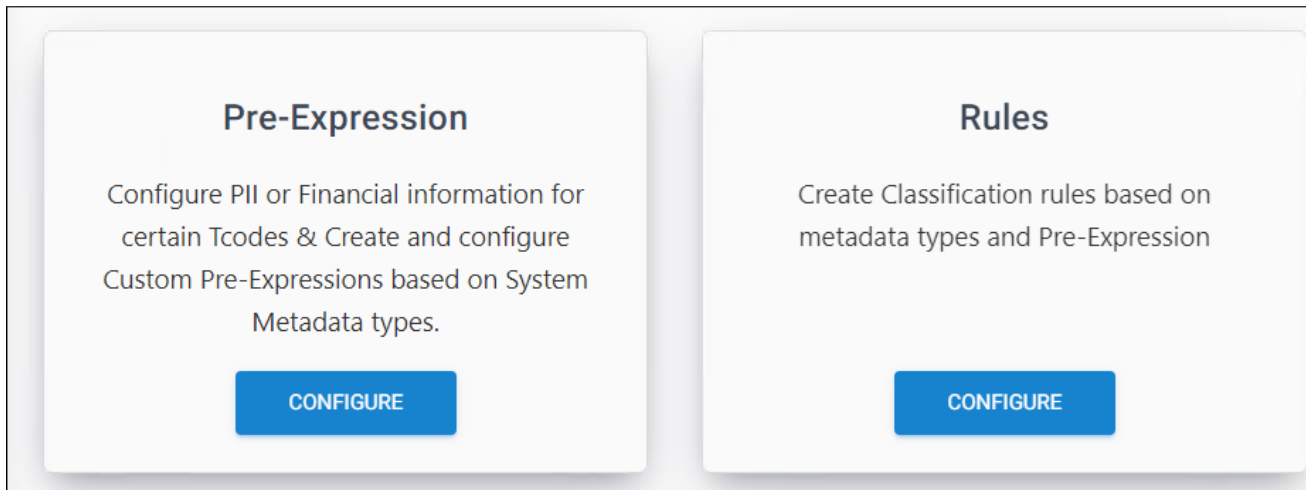 Pre-Expression
Configure PII or Financial information for
certain Tcodes & Create and configure
Custom Pre-Expressions based on System
Metadata types.
CONFIGURE
Rules
Create Classification rules based on
metadata types and Pre-Expression
CONFIGURE